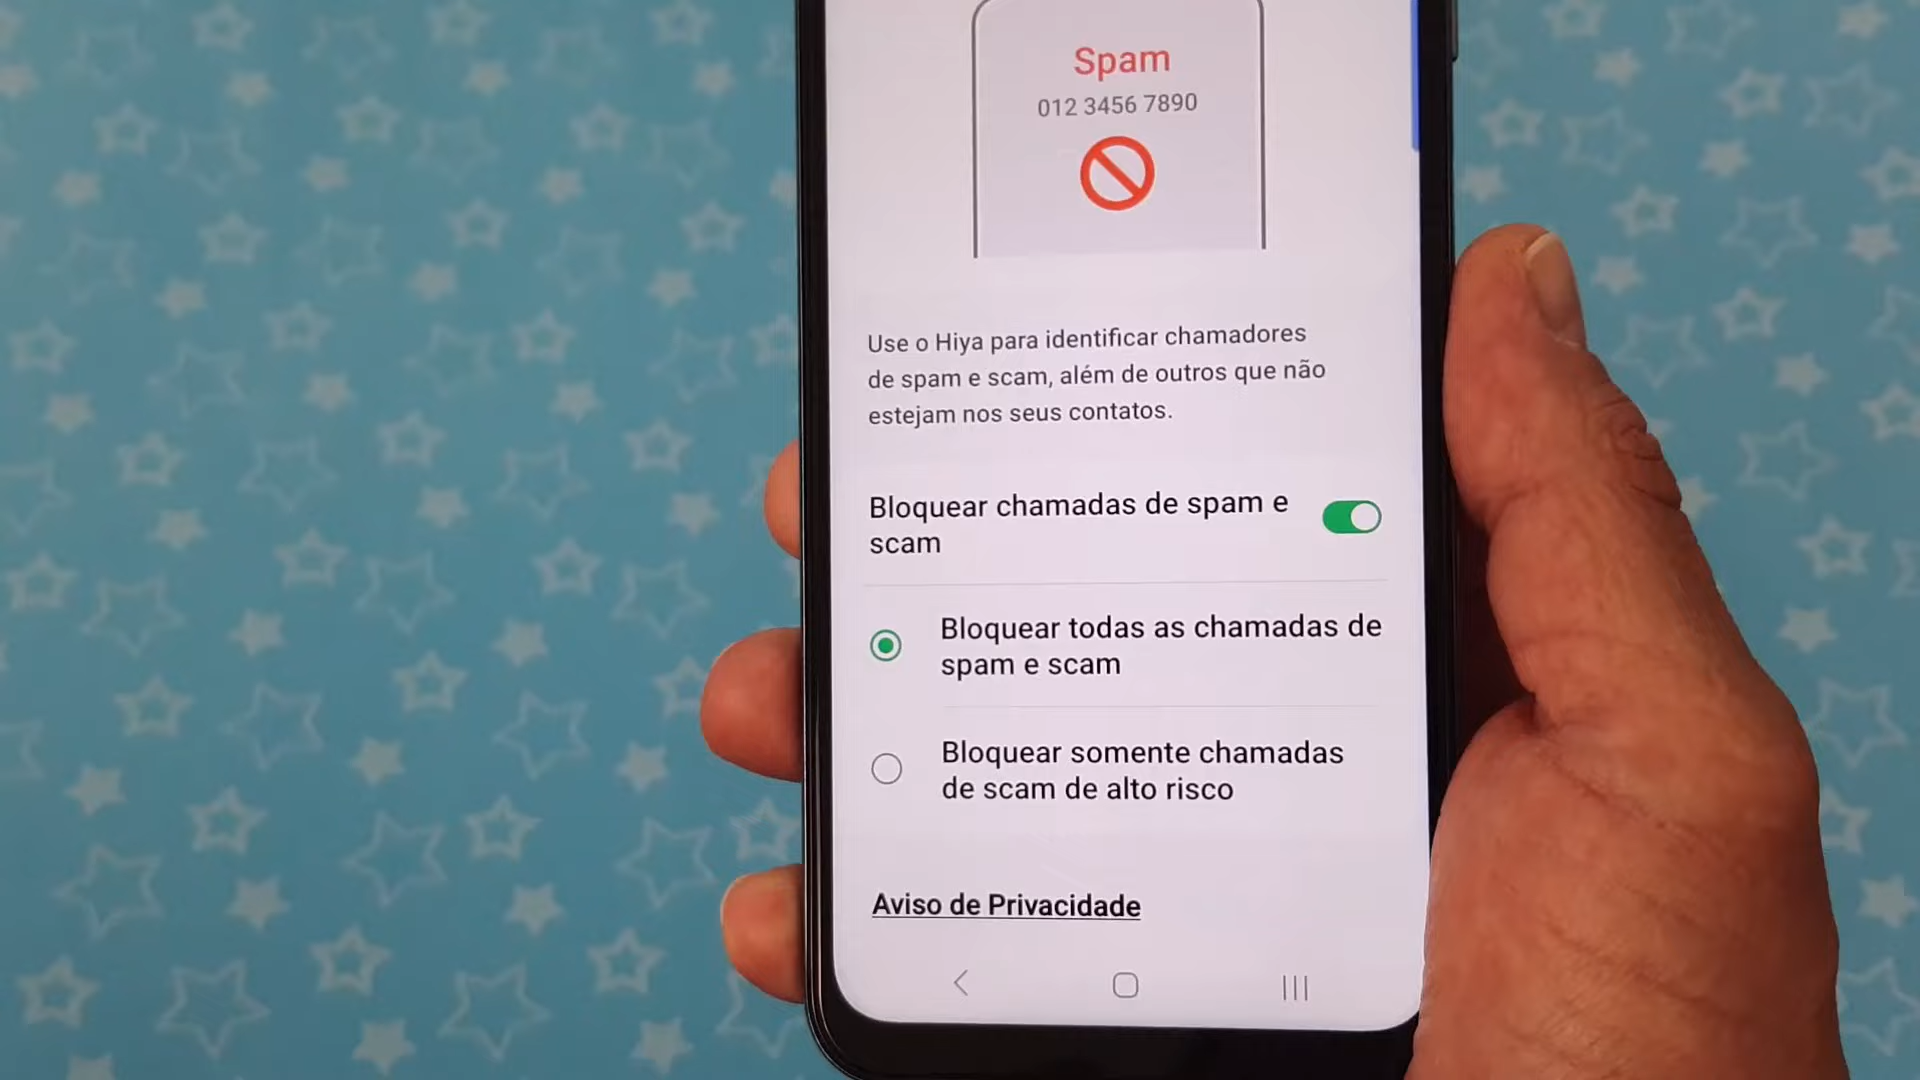 Spam
012 3456 7890
Use o Hiya para identificar chamadores
de spam e scam, além de outros que não
estejam nos seus contatos.
Bloquear chamadas de spam e
scam
Bloquear todas as chamadas de
spam e scam
Bloquear somente chamadas
de scam de alto risco
Aviso de Privacidade